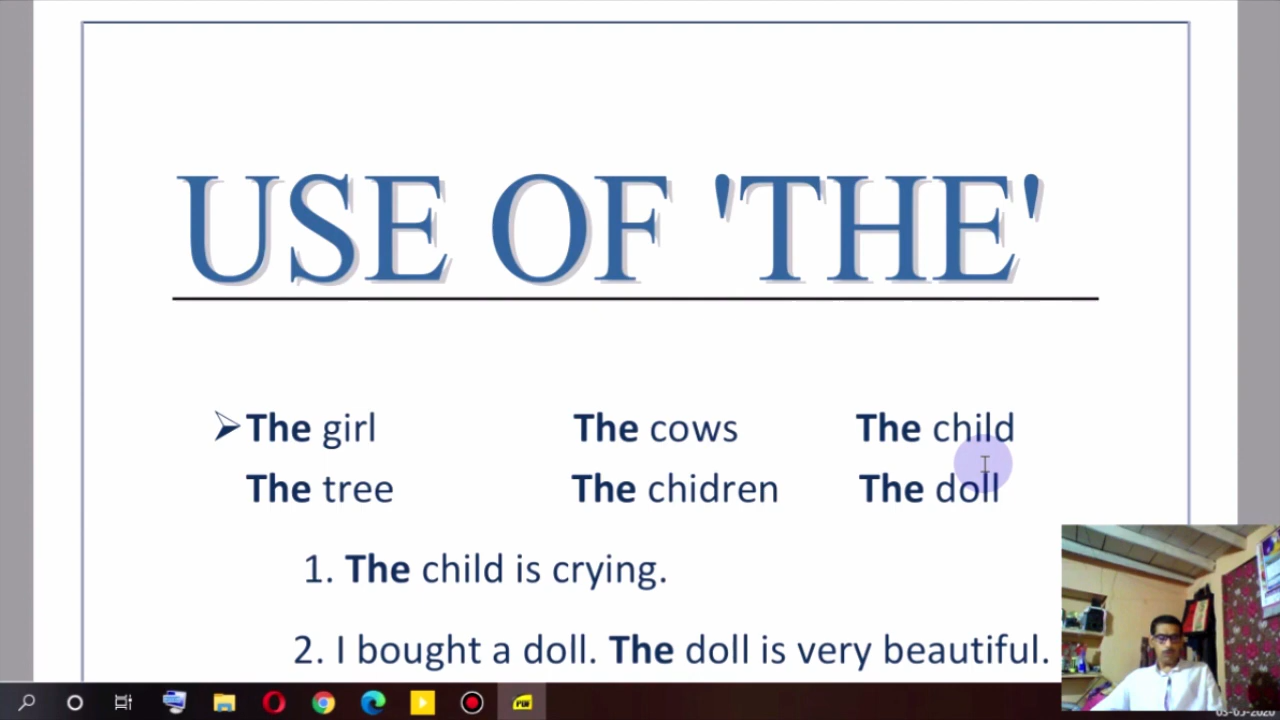 USE OF 'THE'
➢The girl The cows The child
The tree The chidren The doll
1. The child is crying.
2. I bought a doll. The doll is very beautiful.